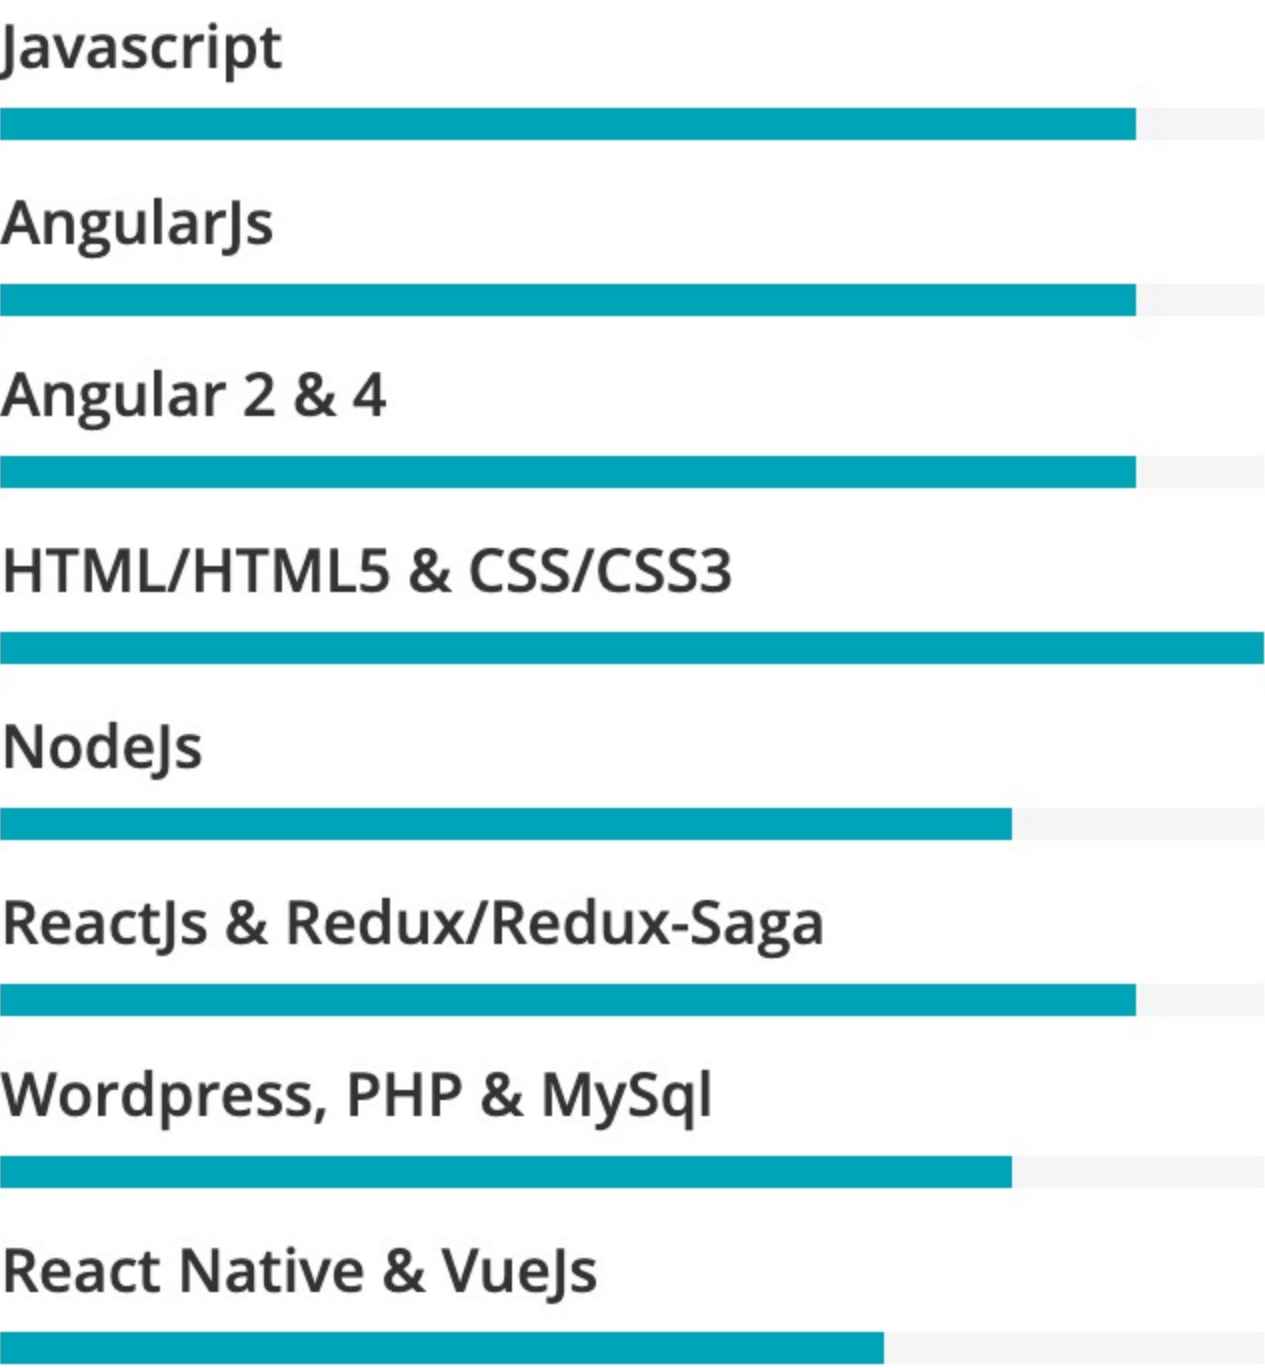 Javascript
AngularJs
Angular 2 & 4
HTML/HTML5 & CSS/CSS3
NodeJs
ReactJs & Redux/Redux-Saga
Wordpress, PHP & MySql
React Native & VueJs